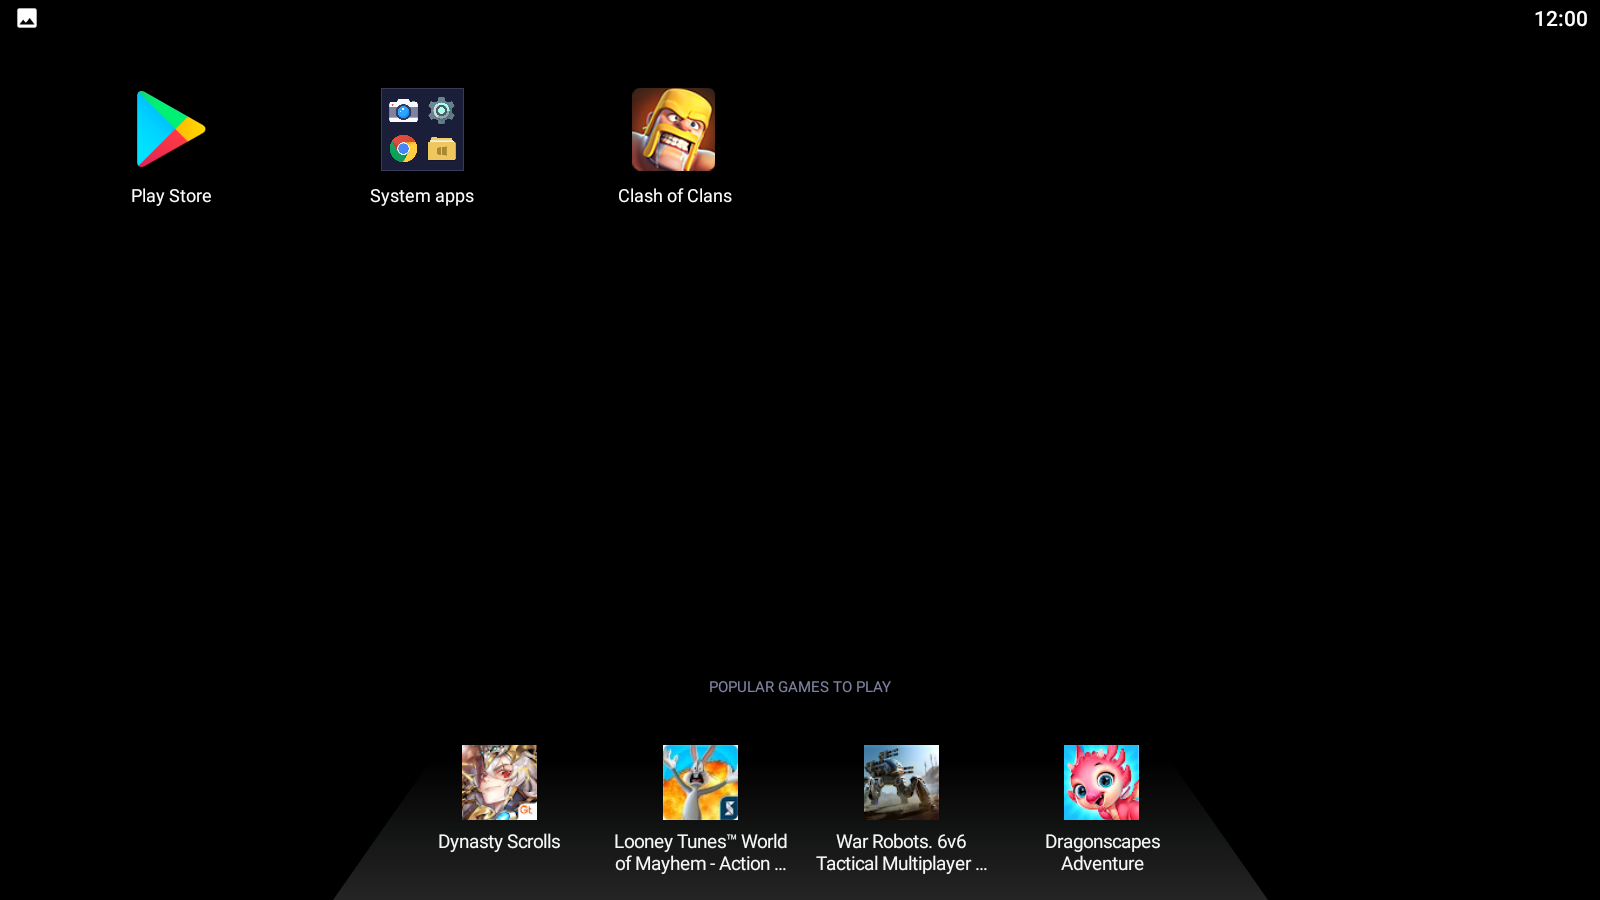 12:00
Play Store
System apps
Clash of Clans
POPULAR GAMES TO PLAY
Dynasty Scrolls
Looney Tunes™ World
of Mayhem - Action ...
War Robots. 6v6
Tactical Multiplayer ...
Dragonscapes
Adventure